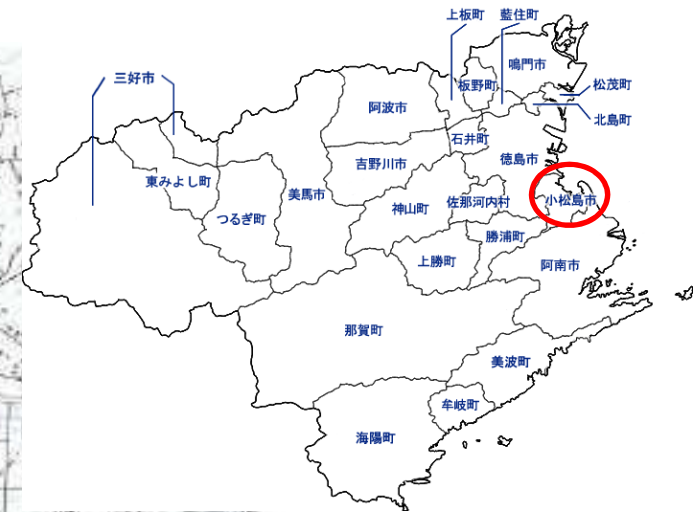 上板町
藍住町
鳴門市
三好市
板野町
松茂町
阿波市
北島町
石井町
徳島市
吉野川市
東みよし町
美馬市
佐那河内村
小松島市
神山町
つるぎ町
勝浦町
上勝町
阿南市
那賀町
美波町
牟岐町
海陽町